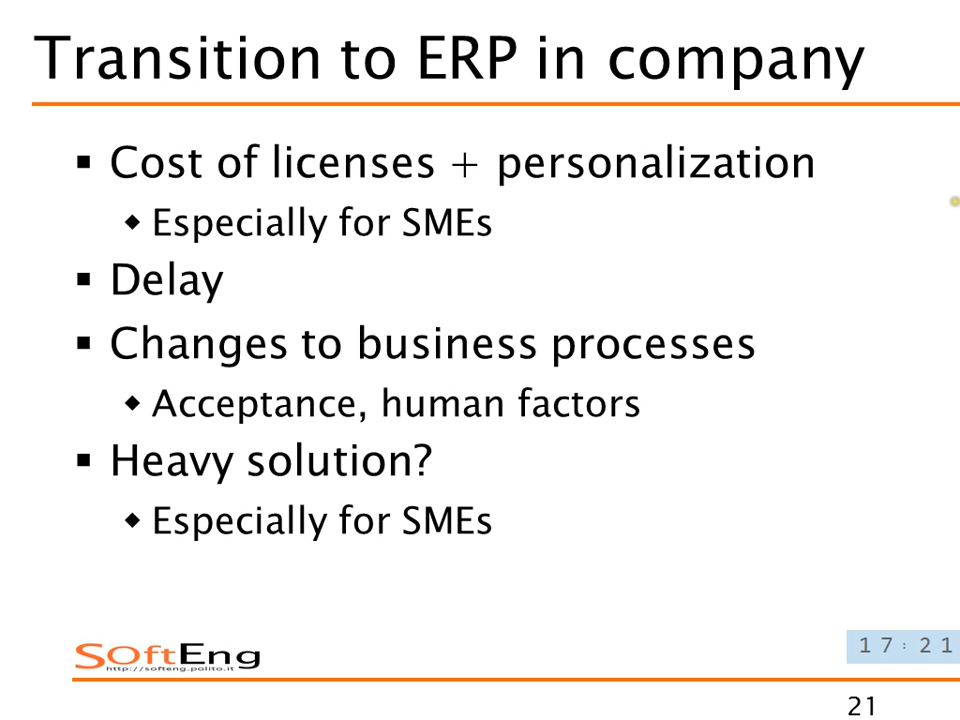 Transition to ERP in company
Cost of licenses + personalization
Especially for SMEs
Delay
Changes to business processes
Acceptance, human factors
Heavy solution?
Especially for SMEs
SOftEng
http://softeng.polito.it
17:21
21